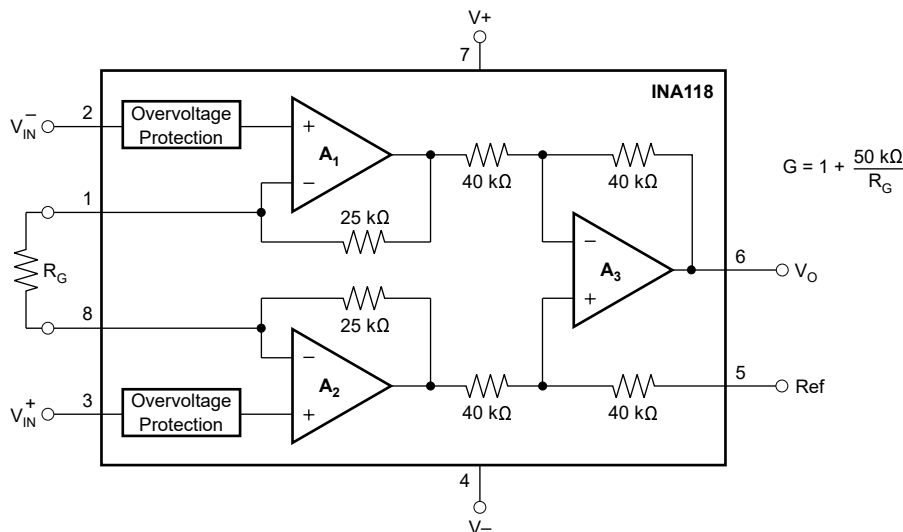 V+
7
INA118
V−IN
2
Overvoltage
Protection
+
A1
−
40 kΩ
40 kΩ
G = 1 + 50 kΩ / RG
1
25 kΩ
RG
−
A3
+
6
VO
8
25 kΩ
−
A2
+
40 kΩ
40 kΩ
5
Ref
V+IN
3
Overvoltage
Protection
4
V–